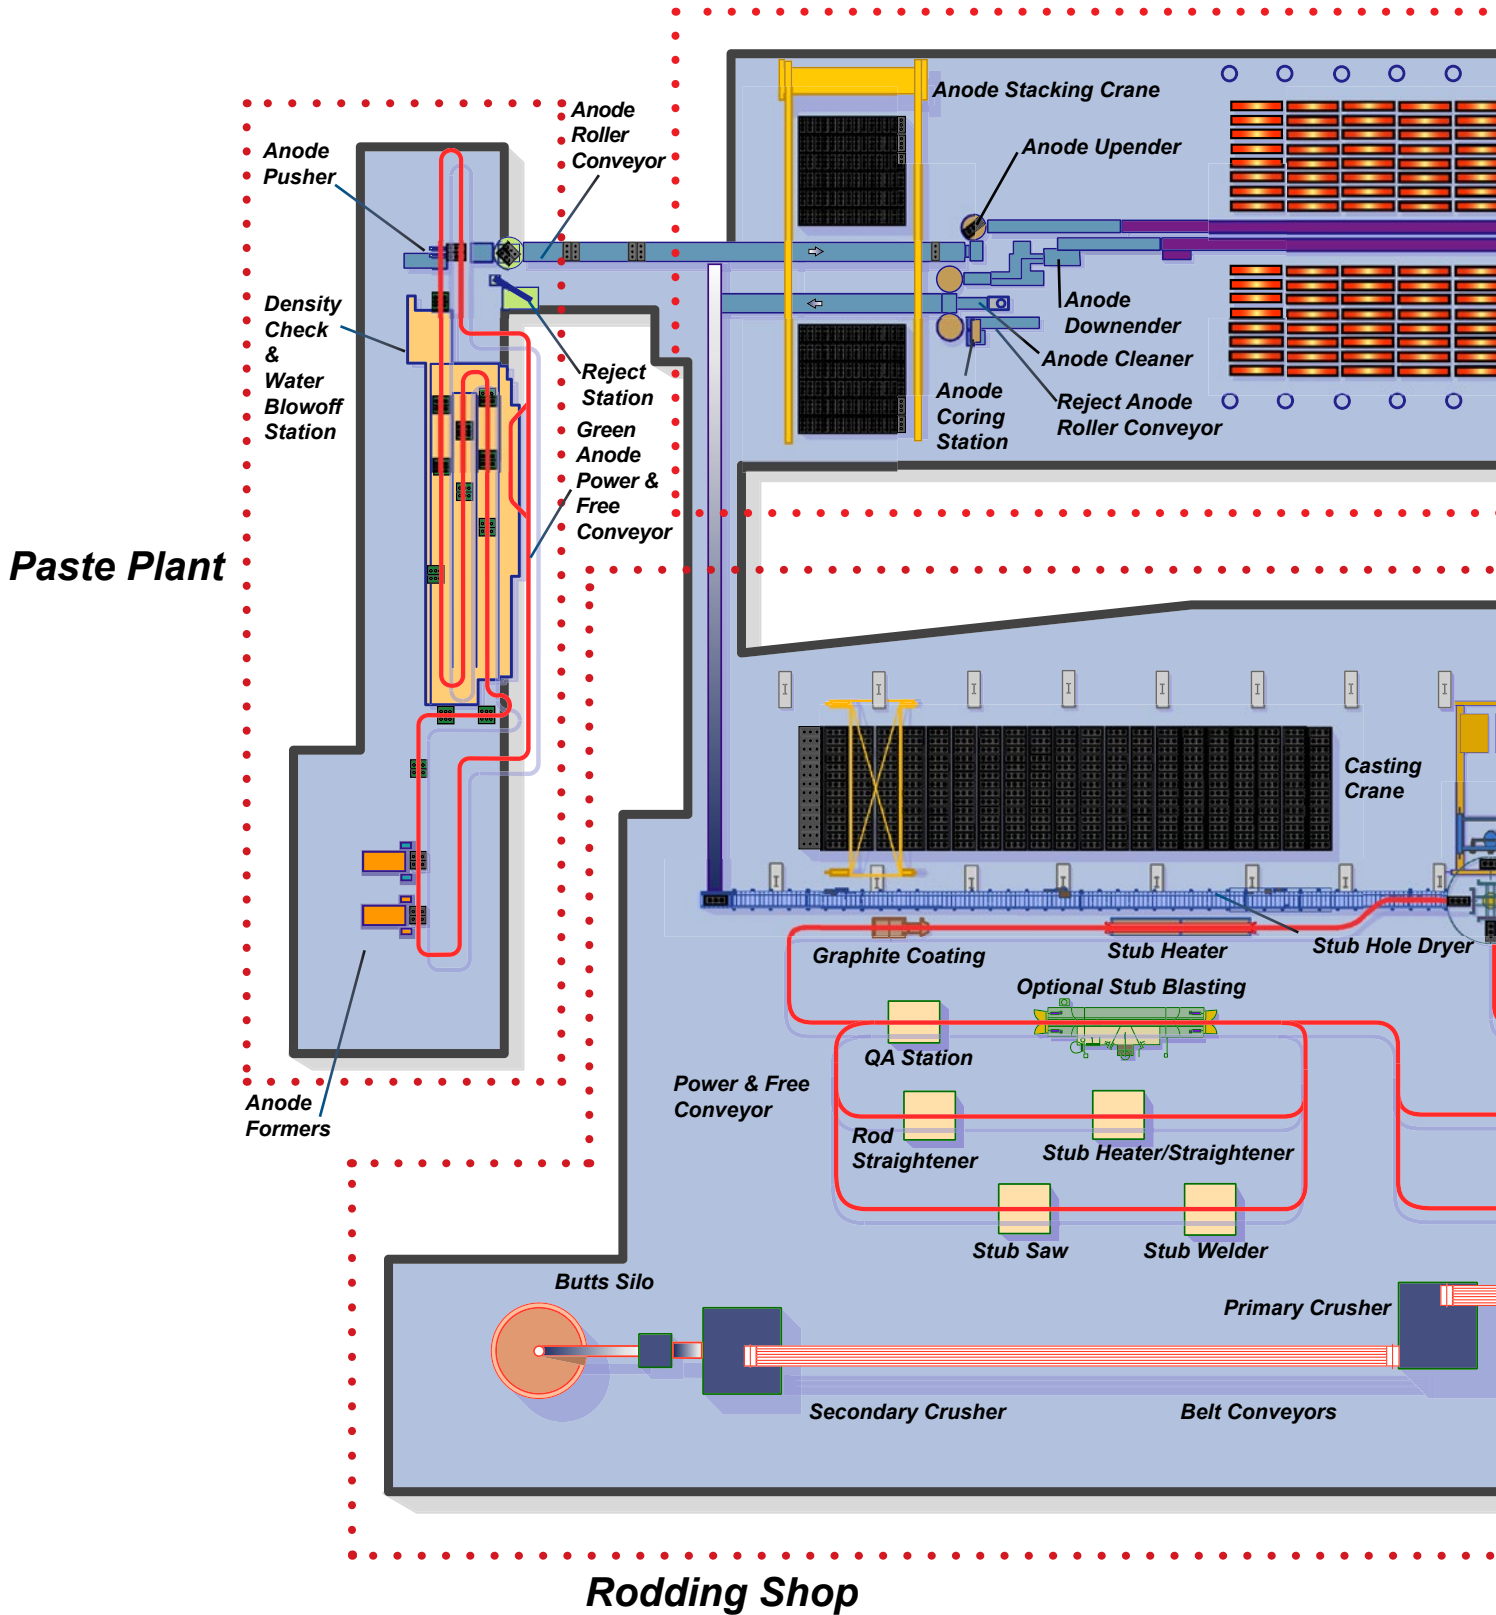 Anode Stacking Crane
Anode
Roller
Conveyor
Anode
Pusher
Anode Upender
Density
Check
&
Water
Blowoff
Station
Anode
Downender
Anode Cleaner
Reject
Station
Anode
Coring
Station
Reject Anode
Roller Conveyor
Green
Anode
Power &
Free
Conveyor
Paste Plant
Casting
Crane
Graphite Coating
Stub Heater
Stub Hole Dryer
Optional Stub Blasting
QA Station
Power & Free
Conveyor
Anode
Formers
Rod
Straightener
Stub Heater/Straightener
Stub Saw
Stub Welder
Butts Silo
Primary Crusher
Secondary Crusher
Belt Conveyors
Rodding Shop